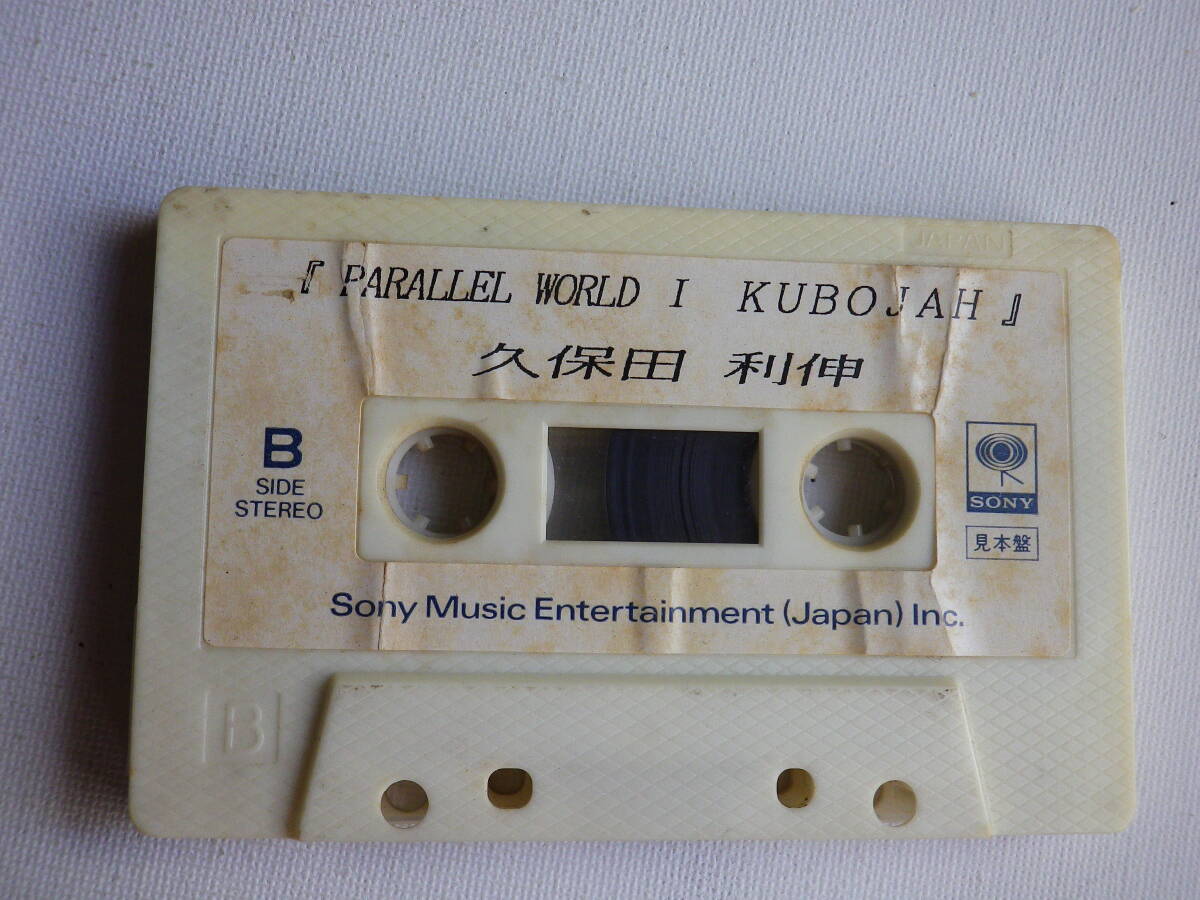 JAPAN
『 PARALLEL WORLD I KUBOJAH 』
久保田 利伸
B
SIDE
STEREO
SONY
見本盤
Sony Music Entertainment (Japan) Inc.
B